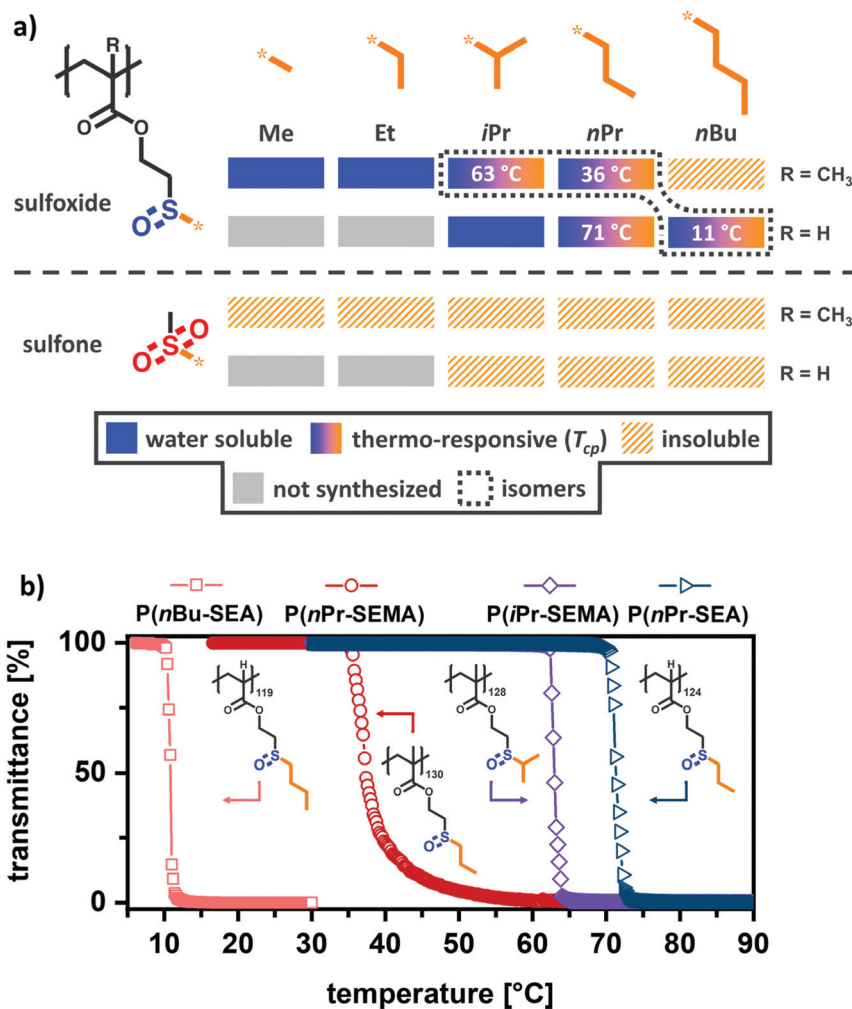 a)
R
O
O
sulfoxide
O
S
*
* * * * *
Me Et iPr nPr nBu
63 °C 36 °C R = CH₃
71 °C 11 °C R = H
sulfone
O
S
O
*
R = CH₃
R = H
water soluble thermo-responsive (Tcp) insoluble
not synthesized isomers
b)
P(nBu-SEA) P(nPr-SEMA) P(iPr-SEMA) P(nPr-SEA)
transmittance [%]
100
50
0
H
119
O
O
S
O
130
O
O
S
O
128
O
O
S
O
H
124
O
O
S
O
10 20 30 40 50 60 70 80 90
temperature [°C]